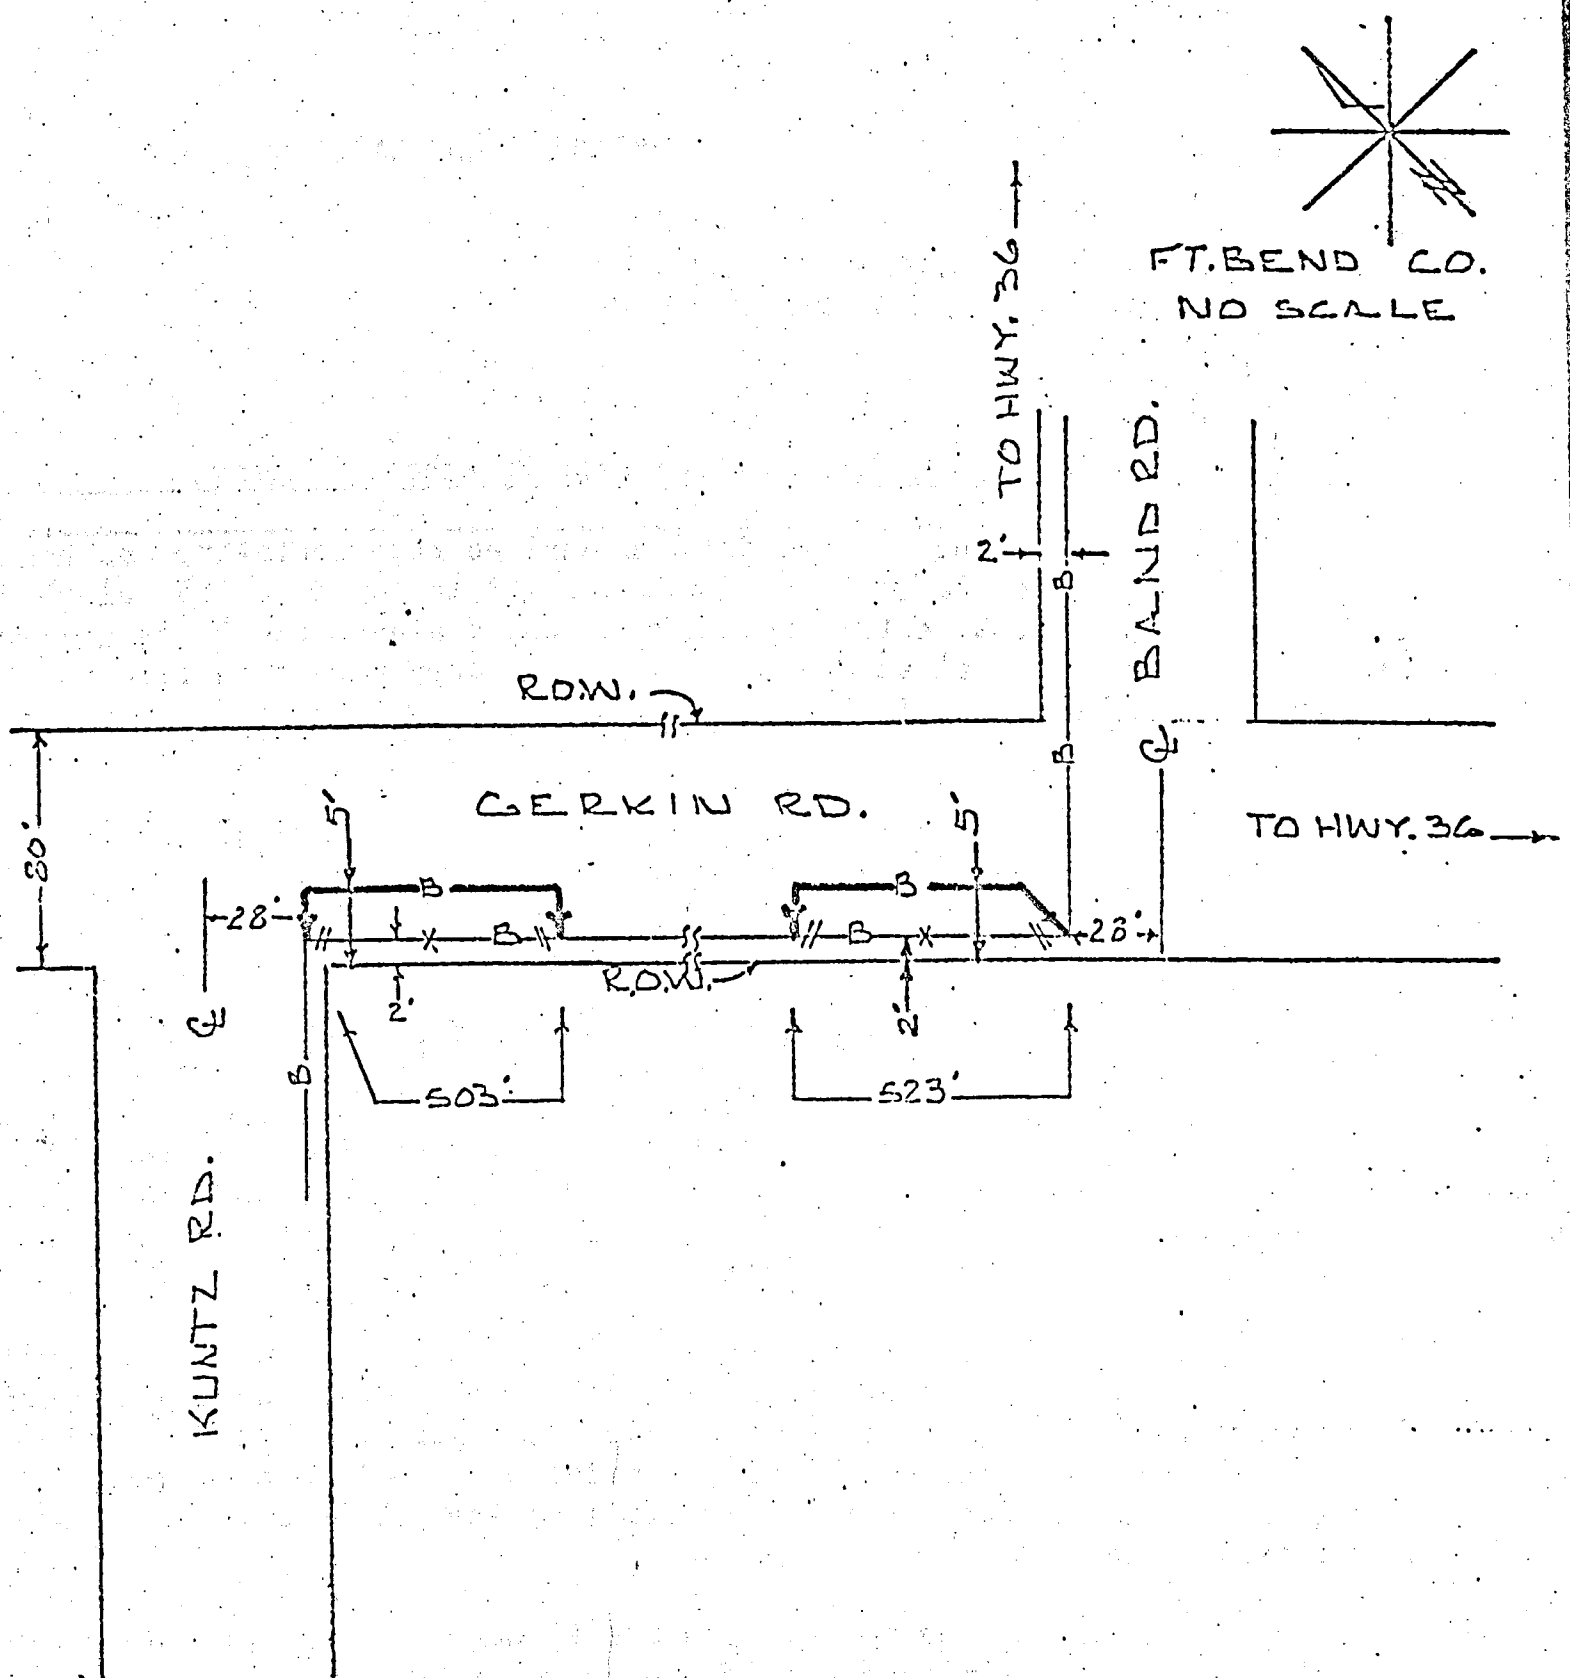 FT. BEND CO.
NO SCALE
TO HWY. 36
BAND RD.
2'
B
R.O.W.
B
℄
GERKIN RD.
TO HWY. 36
80'
5'
5'
B
B
28'
B
B
28'
R.O.W.
2'
2'
℄
B
503'
523'
KUNTZ RD.